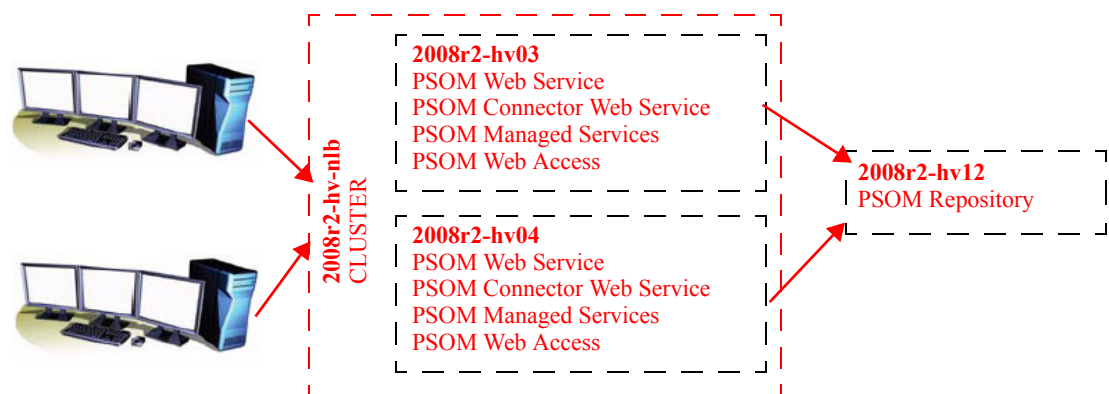 2008r2-hv-nlb
CLUSTER
2008r2-hv03
PSOM Web Service
PSOM Connector Web Service
PSOM Managed Services
PSOM Web Access
2008r2-hv04
PSOM Web Service
PSOM Connector Web Service
PSOM Managed Services
PSOM Web Access
2008r2-hv12
PSOM Repository